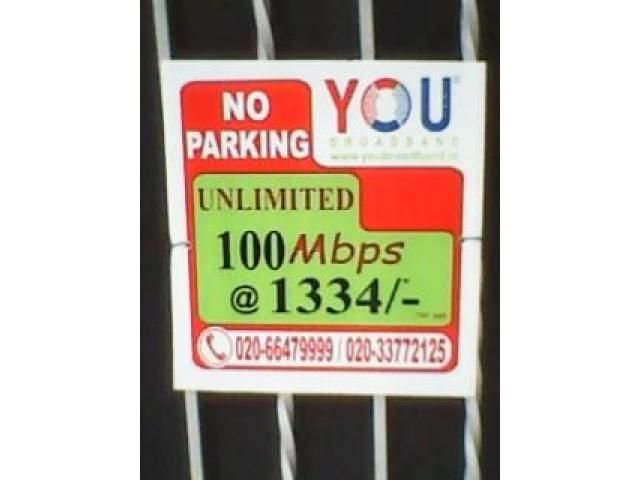 NO
PARKING
YOU
BROADBAND
www.youbroadband.in
UNLIMITED
100Mbps
@ 1334/-
020-66479999 / 020-33772125